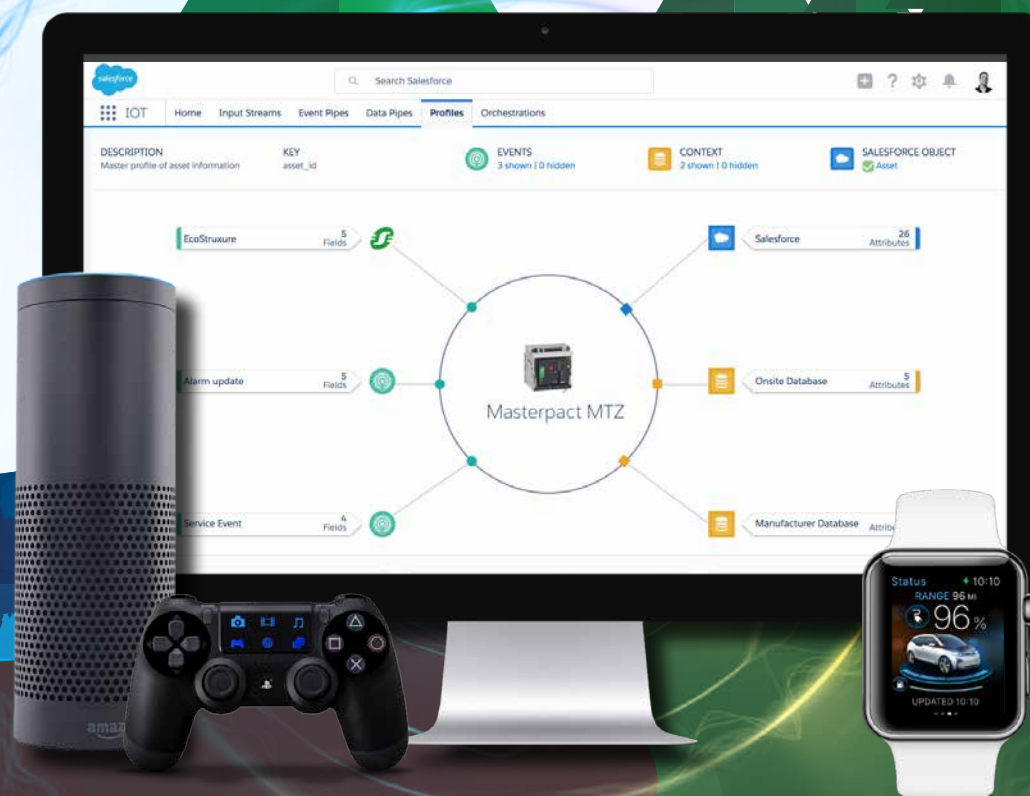 salesforce
Search Salesforce
IOT Home Input Streams Event Pipes Data Pipes Profiles Orchestrations
DESCRIPTION
Master profile of asset information
KEY
asset_id
EVENTS
3 shown | 0 hidden
CONTEXT
2 shown | 0 hidden
SALESFORCE OBJECT
Asset
EcoStruxure 5 Fields
Salesforce 26 Attributes
Alarm update 5 Fields
Masterpact MTZ
Onsite Database 5 Attributes
Service Event 4 Fields
Manufacturer Database
Status 10:10
RANGE 96 MI
96%
UPDATED 10:10